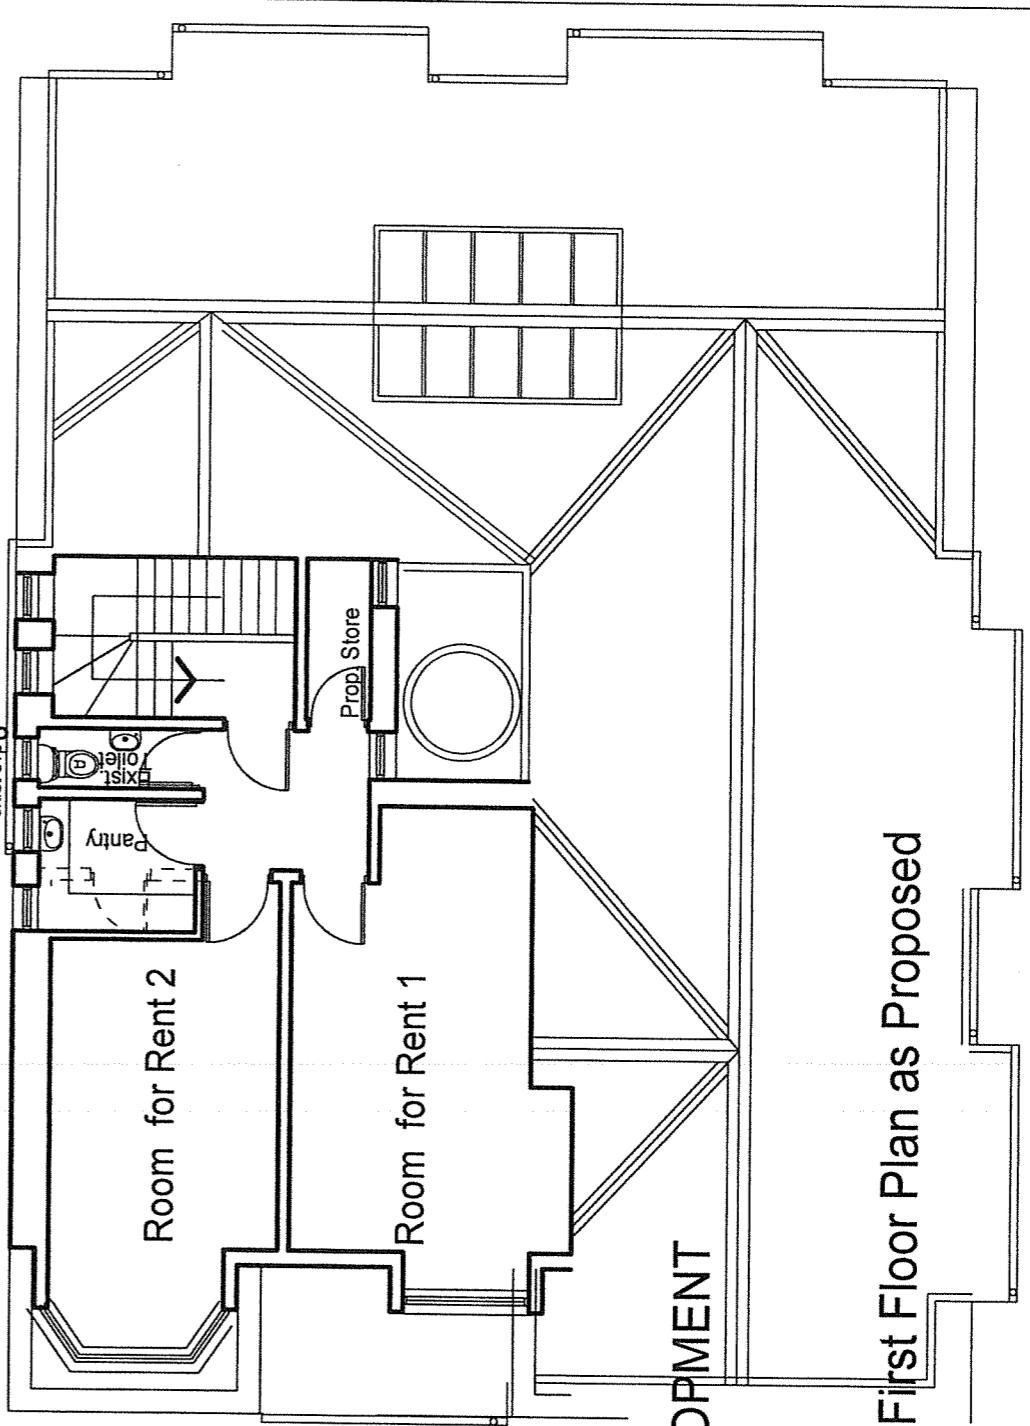 Prop. Store
Exist.
Toilet
Pantry
Room for Rent 2
Room for Rent 1
OPMENT
First Floor Plan as Proposed